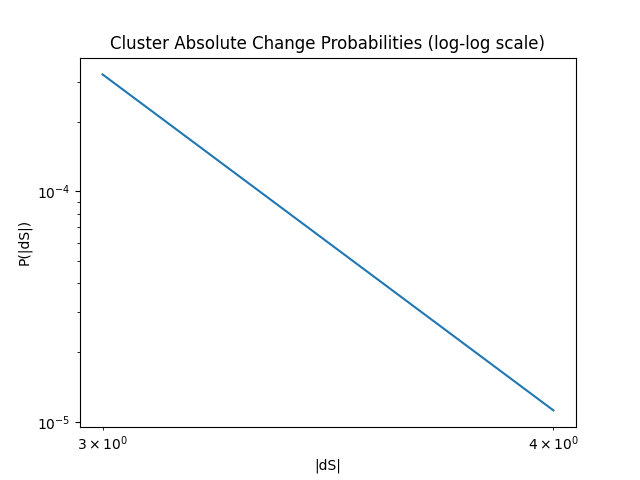 Cluster Absolute Change Probabilities (log-log scale)
P(|dS|)
10⁻⁴
10⁻⁵
3 × 10⁰
4 × 10⁰
|dS|